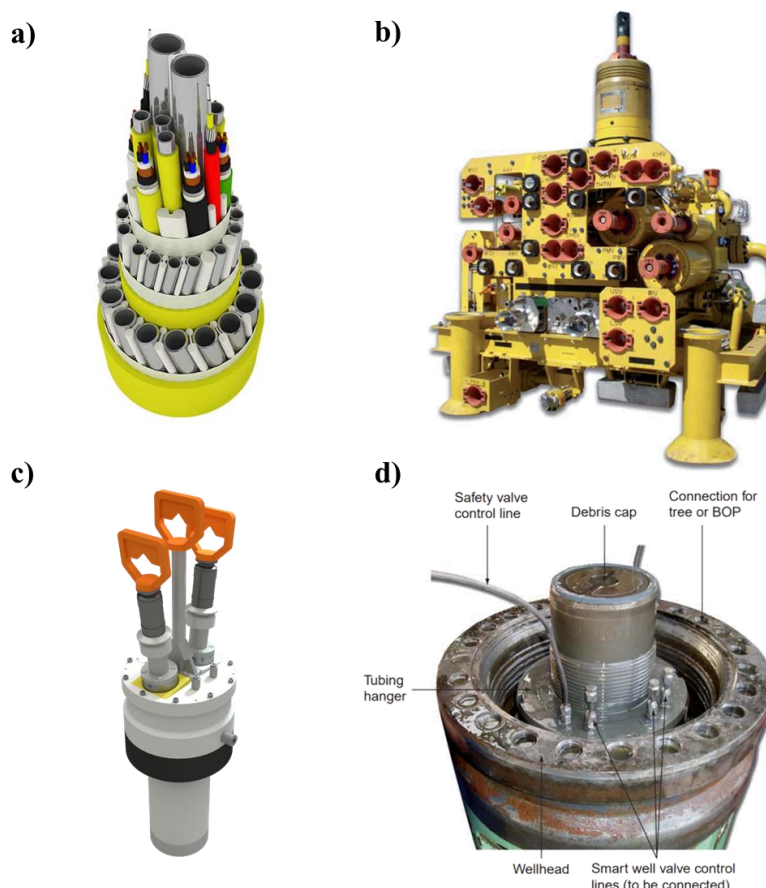 a)
b)
c)
d)
Safety valve
control line
Debris cap
Connection for
tree or BOP
Tubing
hanger
Wellhead
Smart well valve control
lines (to be connected)